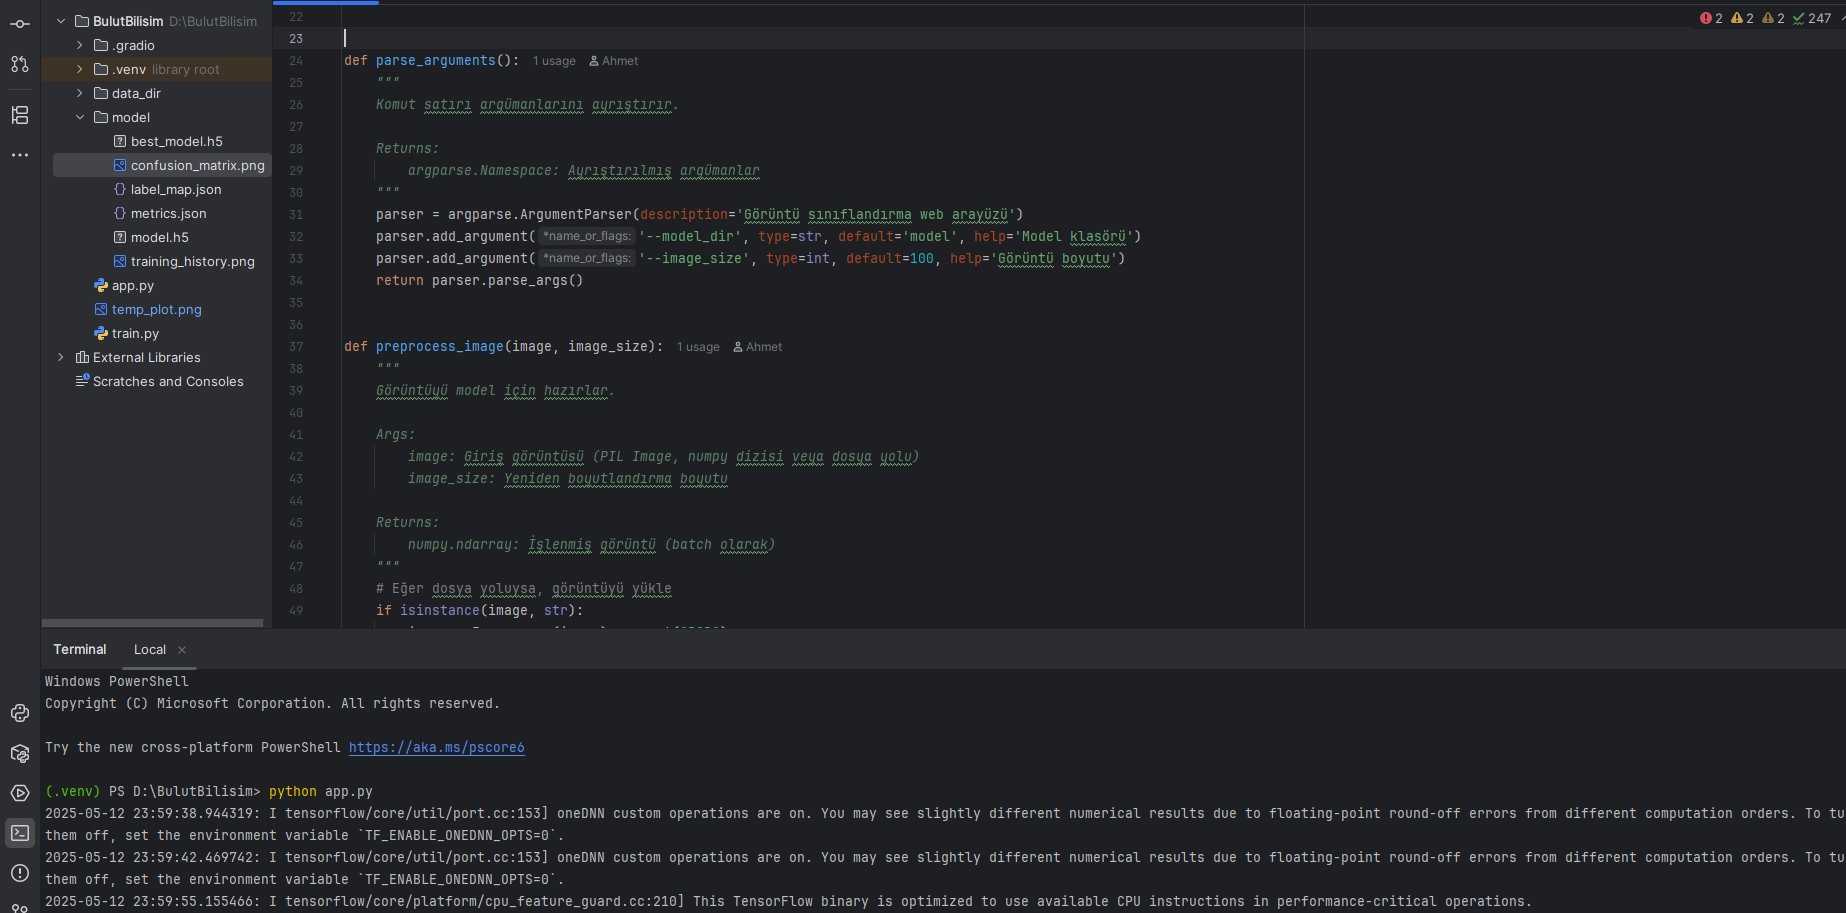 BulutBilisim D:\BulutBilisim
.gradio
.venv library root
data_dir
model
best_model.h5
confusion_matrix.png
label_map.json
metrics.json
model.h5
training_history.png
app.py
temp_plot.png
train.py
External Libraries
Scratches and Consoles
2 2 2 247
22
23
24 def parse_arguments(): 1 usage Ahmet
25 """
26 Komut satırı argümanlarını ayrıştırır.
27
28 Returns:
29 argparse.Namespace: Ayrıştırılmış argümanlar
30 """
31 parser = argparse.ArgumentParser(description='Görüntü sınıflandırma web arayüzü')
32 parser.add_argument( *name_or_flags: '--model_dir', type=str, default='model', help='Model klasörü')
33 parser.add_argument( *name_or_flags: '--image_size', type=int, default=100, help='Görüntü boyutu')
34 return parser.parse_args()
35
36
37 def preprocess_image(image, image_size): 1 usage Ahmet
38 """
39 Görüntüyü model için hazırlar.
40
41 Args:
42 image: Giriş görüntüsü (PIL Image, numpy dizisi veya dosya yolu)
43 image_size: Yeniden boyutlandırma boyutu
44
45 Returns:
46 numpy.ndarray: İşlenmiş görüntü (batch olarak)
47 """
48 # Eğer dosya yoluysa, görüntüyü yükle
49 if isinstance(image, str):
Terminal Local
Windows PowerShell
Copyright (C) Microsoft Corporation. All rights reserved.
Try the new cross-platform PowerShell https://aka.ms/pscore6
(.venv) PS D:\BulutBilisim> python app.py
2025-05-12 23:59:38.944319: I tensorflow/core/util/port.cc:153] oneDNN custom operations are on. You may see slightly different numerical results due to floating-point round-off errors from different computation orders. To tu
them off, set the environment variable `TF_ENABLE_ONEDNN_OPTS=0`.
2025-05-12 23:59:42.469742: I tensorflow/core/util/port.cc:153] oneDNN custom operations are on. You may see slightly different numerical results due to floating-point round-off errors from different computation orders. To tu
them off, set the environment variable `TF_ENABLE_ONEDNN_OPTS=0`.
2025-05-12 23:59:55.155466: I tensorflow/core/platform/cpu_feature_guard.cc:210] This TensorFlow binary is optimized to use available CPU instructions in performance-critical operations.